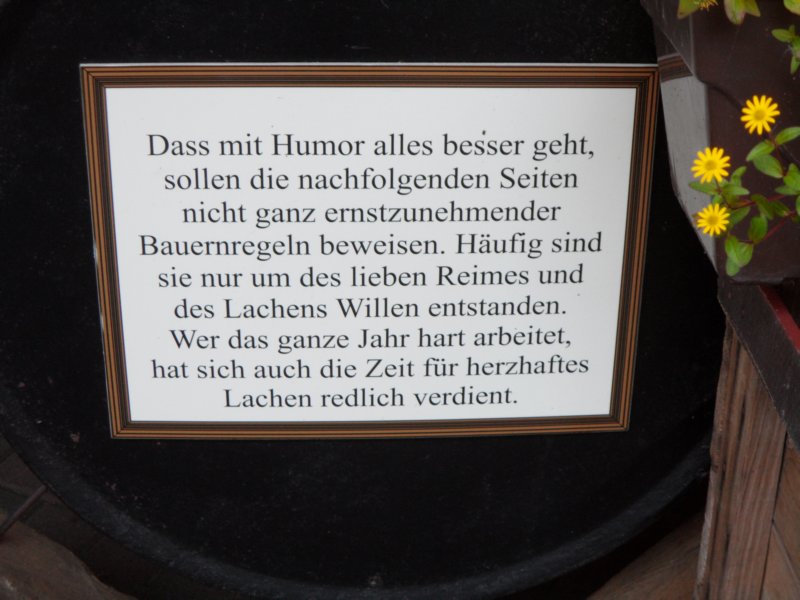 Dass mit Humor alles besser geht,
sollen die nachfolgenden Seiten
nicht ganz ernstzunehmender
Bauernregeln beweisen. Häufig sind
sie nur um des lieben Reimes und
des Lachens Willen entstanden.
Wer das ganze Jahr hart arbeitet,
hat sich auch die Zeit für herzhaftes
Lachen redlich verdient.